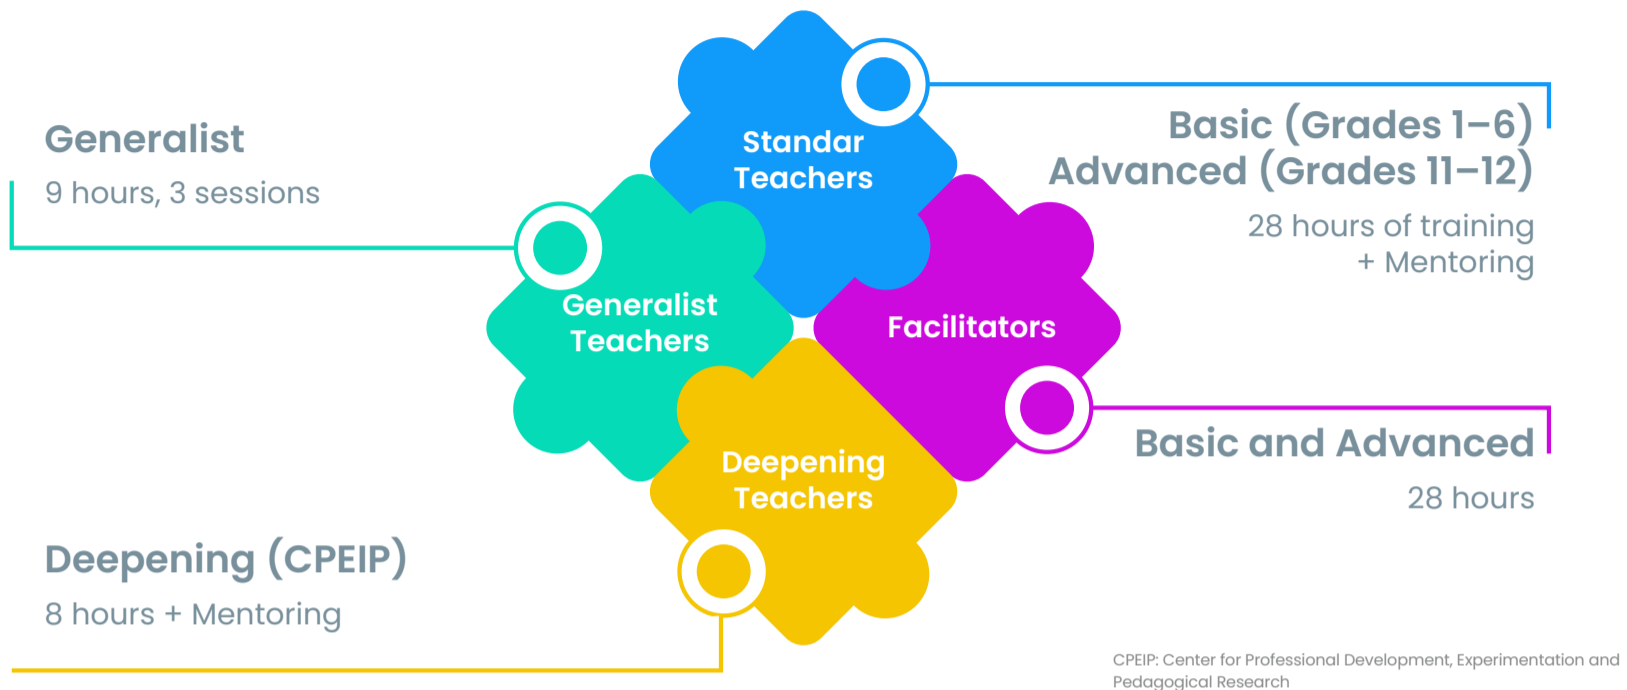 Generalist
9 hours, 3 sessions
Standar
Teachers
Basic (Grades 1–6)
Advanced (Grades 11–12)
28 hours of training
+ Mentoring
Generalist
Teachers
Facilitators
Deepening
Teachers
Basic and Advanced
28 hours
Deepening (CPEIP)
8 hours + Mentoring
CPEIP: Center for Professional Development, Experimentation and
Pedagogical Research